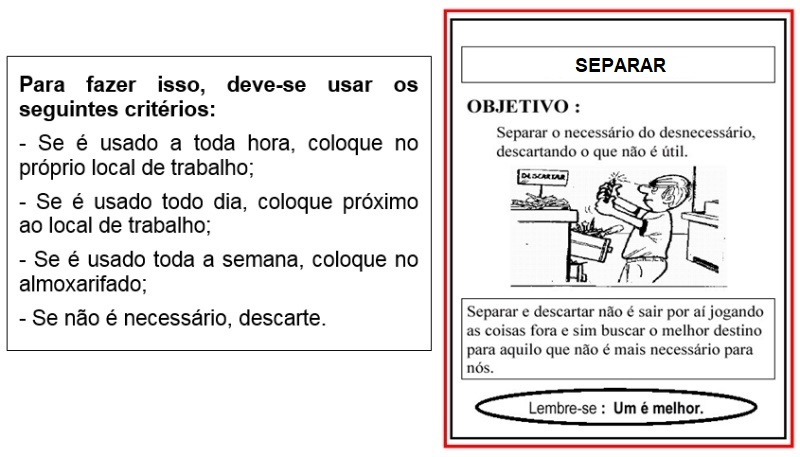 Para fazer isso, deve-se usar os
seguintes critérios:
- Se é usado a toda hora, coloque no
próprio local de trabalho;
- Se é usado todo dia, coloque próximo
ao local de trabalho;
- Se é usado toda a semana, coloque no
almoxarifado;
- Se não é necessário, descarte.
SEPARAR
OBJETIVO :
Separar o necessário do desnecessário,
descartando o que não é útil.
DESCARTAR
Separar e descartar não é sair por aí jogando
as coisas fora e sim buscar o melhor destino
para aquilo que não é mais necessário para
nós.
Lembre-se : Um é melhor.